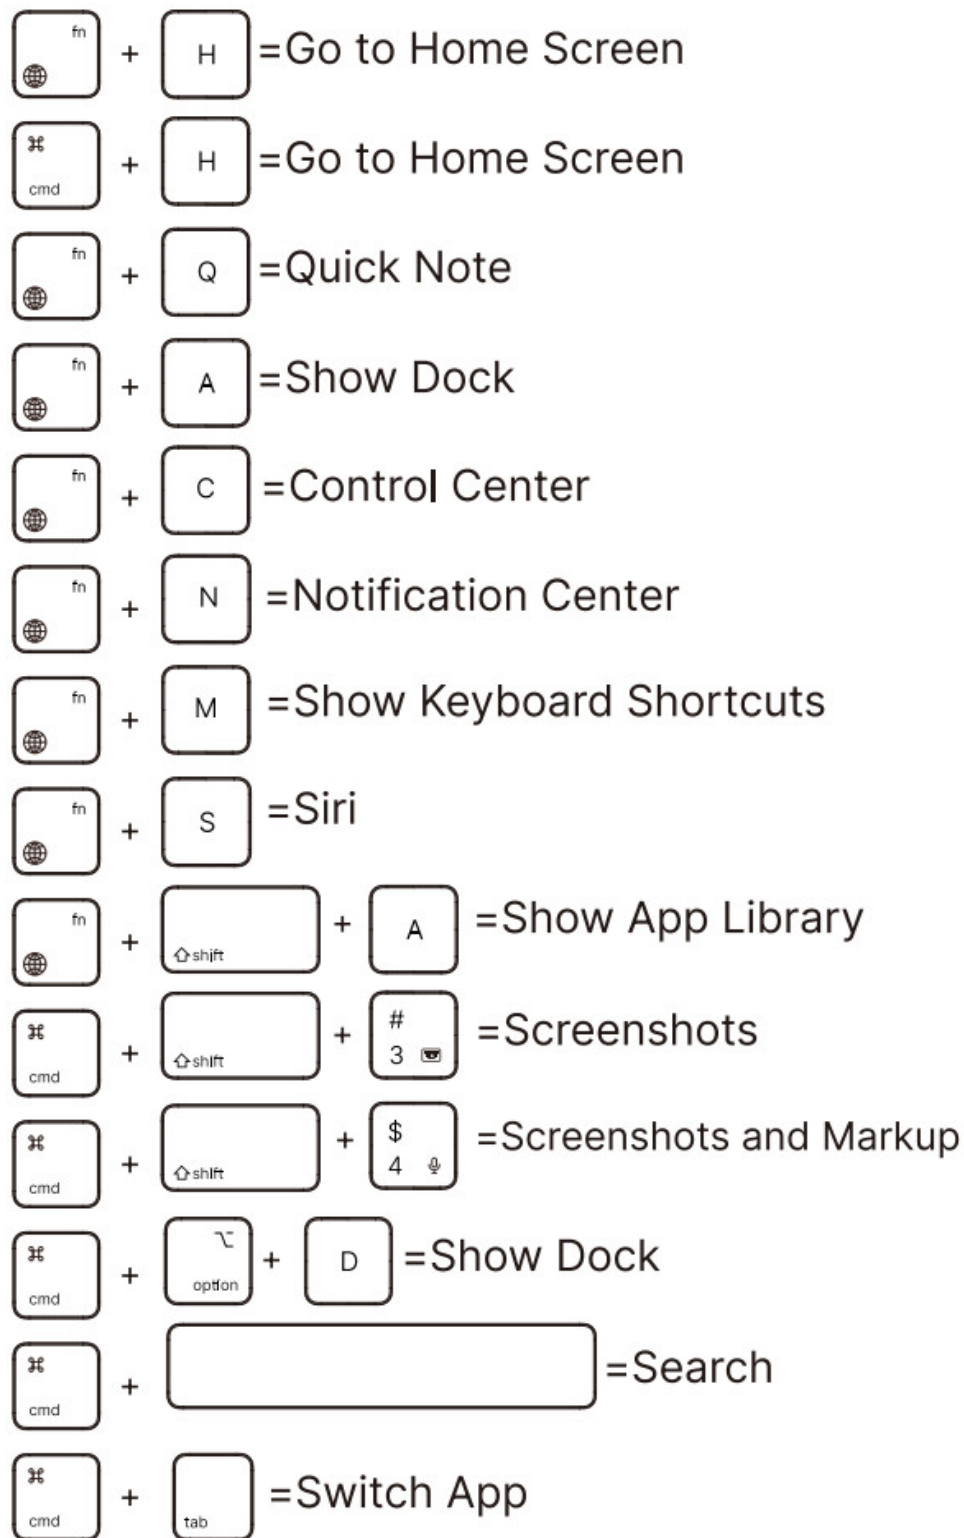 fn + H =Go to Home Screen
⌘ cmd + H =Go to Home Screen
fn + Q =Quick Note
fn + A =Show Dock
fn + C =Control Center
fn + N =Notification Center
fn + M =Show Keyboard Shortcuts
fn + S =Siri
fn + shift + A =Show App Library
⌘ cmd + shift + # 3 =Screenshots
⌘ cmd + shift + $ 4 =Screenshots and Markup
⌘ cmd + ⌥ option + D =Show Dock
⌘ cmd + =Search
⌘ cmd + tab =Switch App